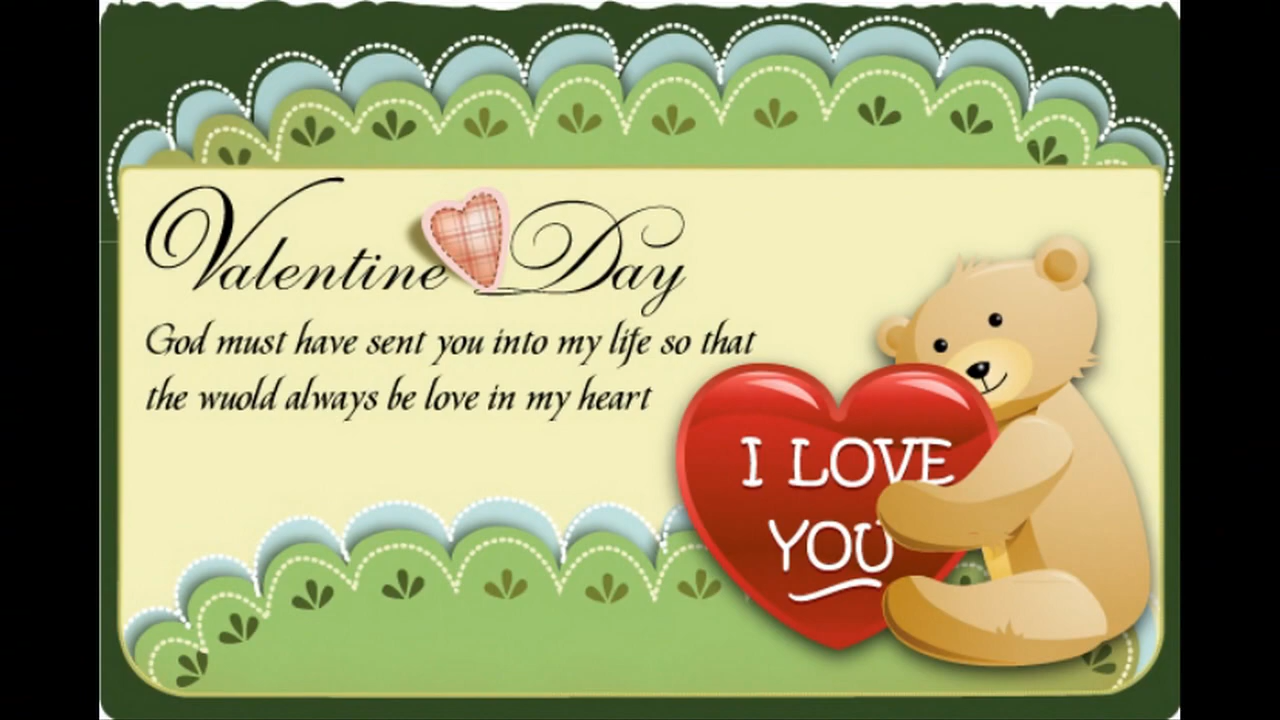 Valentine Day
God must have sent you into my life so that
the wuold always be love in my heart
I LOVE
YOU